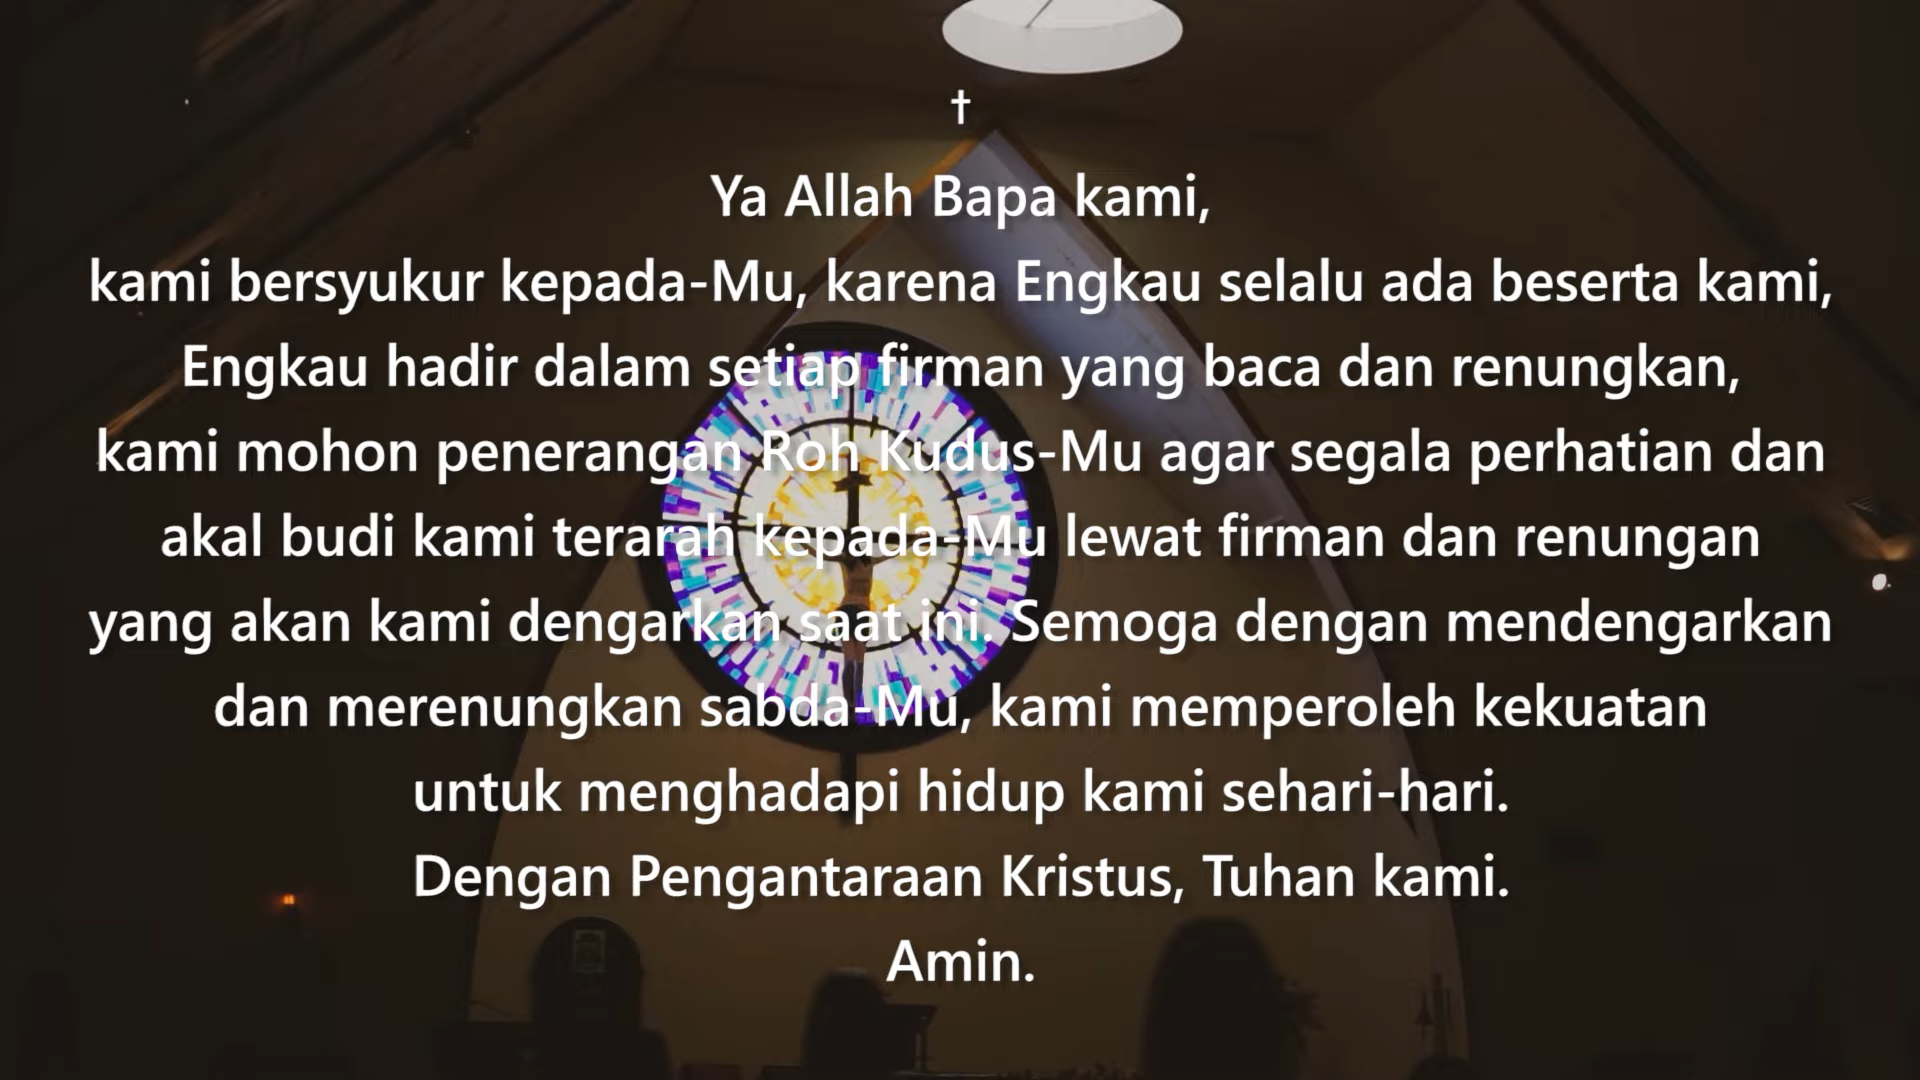 †
Ya Allah Bapa kami,
kami bersyukur kepada-Mu, karena Engkau selalu ada beserta kami,
Engkau hadir dalam setiap firman yang baca dan renungkan,
kami mohon penerangan Roh Kudus-Mu agar segala perhatian dan
akal budi kami terarah kepada-Mu lewat firman dan renungan
yang akan kami dengarkan saat ini. Semoga dengan mendengarkan
dan merenungkan sabda-Mu, kami memperoleh kekuatan
untuk menghadapi hidup kami sehari-hari.
Dengan Pengantaraan Kristus, Tuhan kami.
Amin.